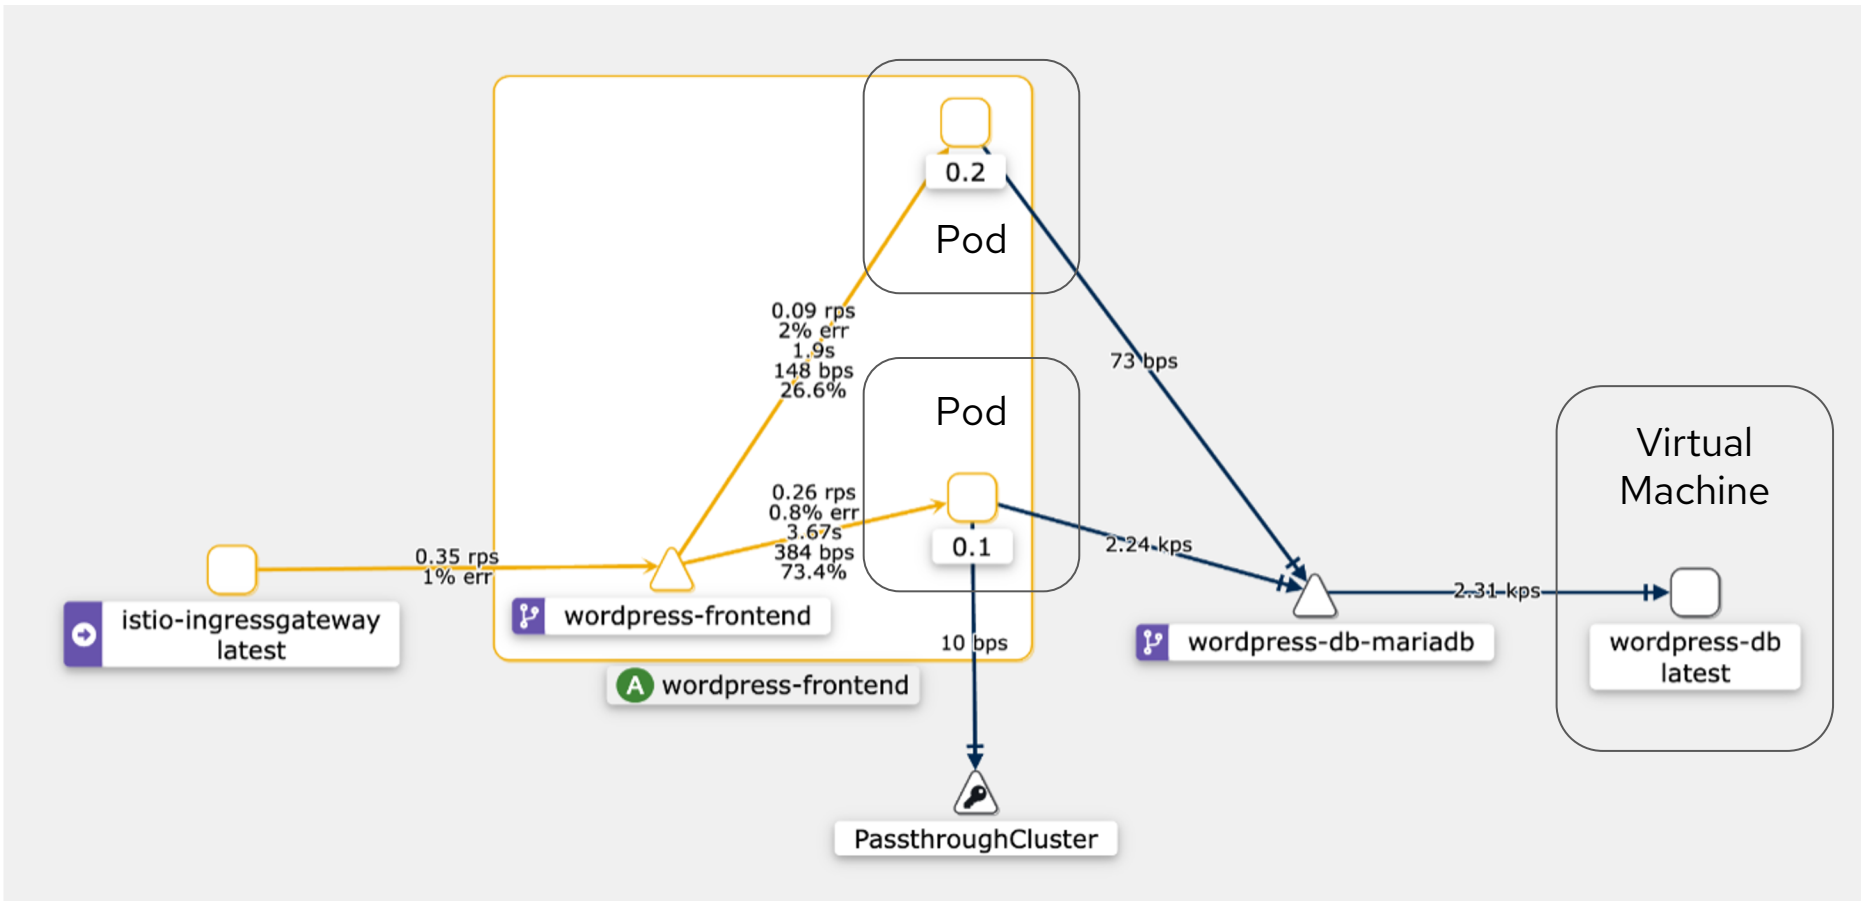 0.2
Pod
0.09 rps
2% err
1.9s
148 bps
26.6%
73 bps
Pod
0.26 rps
0.8% err
3.67s
384 bps
73.4%
0.1
2.24 kps
Virtual
Machine
0.35 rps
1% err
istio-ingressgateway
latest
wordpress-frontend
10 bps
A wordpress-frontend
wordpress-db-mariadb
2.31 kps
wordpress-db
latest
PassthroughCluster